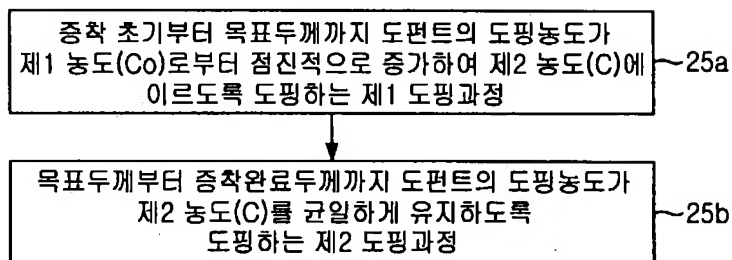 증착 초기부터 목표두께까지 도펀트의 도핑농도가
제1 농도(Co)로부터 점진적으로 증가하여 제2 농도(C)에
이르도록 도핑하는 제1 도핑과정
25a
목표두께부터 증착완료두께까지 도펀트의 도핑농도가
제2 농도(C)를 균일하게 유지하도록
도핑하는 제2 도핑과정
25b